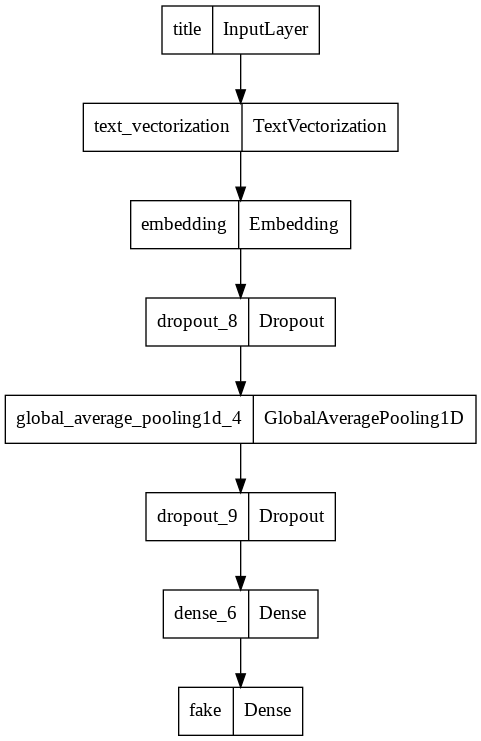 title InputLayer
text_vectorization TextVectorization
embedding Embedding
dropout_8 Dropout
global_average_pooling1d_4 GlobalAveragePooling1D
dropout_9 Dropout
dense_6 Dense
fake Dense